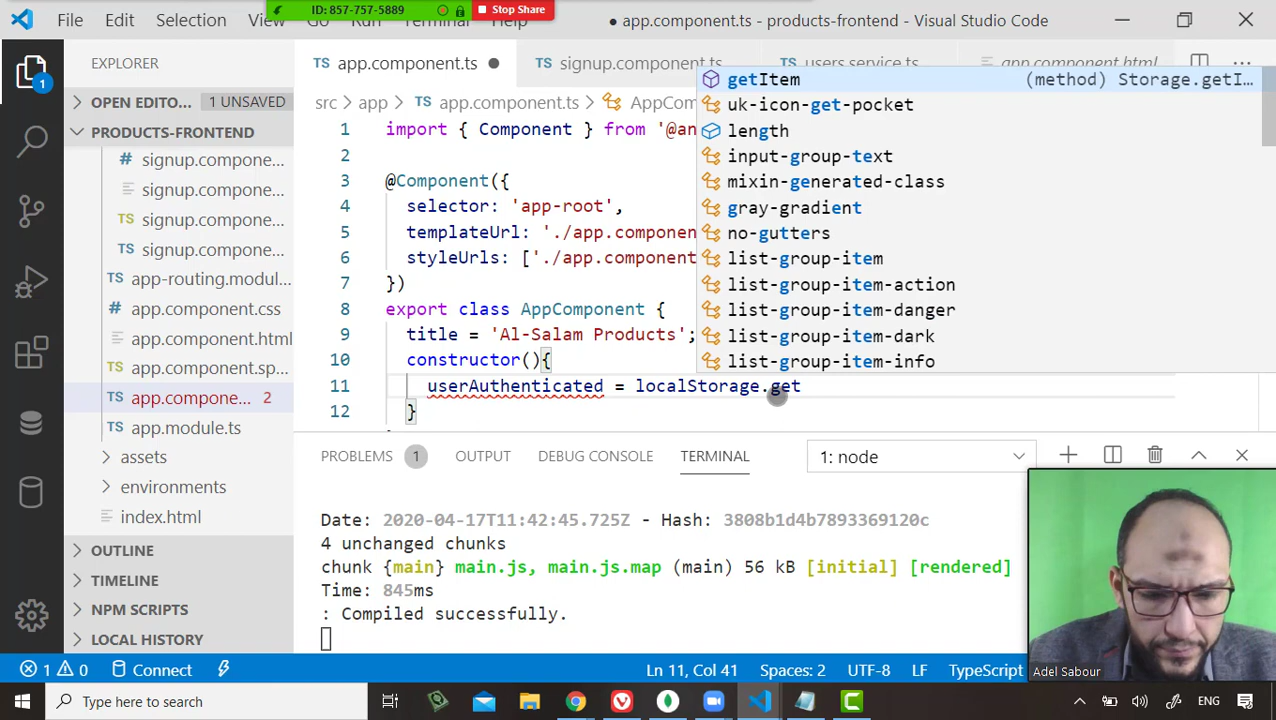 ID: 857-757-5889
Stop Share
File Edit Selection View Go Run Terminal Help
● app.component.ts - products-frontend - Visual Studio Code
EXPLORER
TS app.component.ts ●
TS signup.component.ts
TS users.service.ts
app.component.html
1
OPEN EDITO... 1 UNSAVED
PRODUCTS-FRONTEND
# signup.compone...
signup.compone...
TS signup.compone...
TS signup.compone...
TS app-routing.modul...
# app.component.css
app.component.html
TS app.component.sp...
TS app.compone... 2
TS app.module.ts
assets
environments
index.html
OUTLINE
TIMELINE
NPM SCRIPTS
LOCAL HISTORY
src > app > TS app.component.ts > AppCom
1 import { Component } from '@an
2
3 @Component({
4 selector: 'app-root',
5 templateUrl: './app.componen
6 styleUrls: ['./app.component
7 })
8 export class AppComponent {
9 title = 'Al-Salam Products';
10 constructor(){
11 userAuthenticated = localStorage.get
12 }
getItem (method) Storage.getI...
uk-icon-get-pocket
length
input-group-text
mixin-generated-class
gray-gradient
no-gutters
list-group-item
list-group-item-action
list-group-item-danger
list-group-item-dark
list-group-item-info
PROBLEMS 1 OUTPUT DEBUG CONSOLE TERMINAL 1: node
Date: 2020-04-17T11:42:45.725Z - Hash: 3808b1d4b7893369120c
4 unchanged chunks
chunk {main} main.js, main.js.map (main) 56 kB [initial] [rendered]
Time: 845ms
: Compiled successfully.
Adel Sabour
1 0 Connect Ln 11, Col 41 Spaces: 2 UTF-8 LF TypeScript
Type here to search
ENG